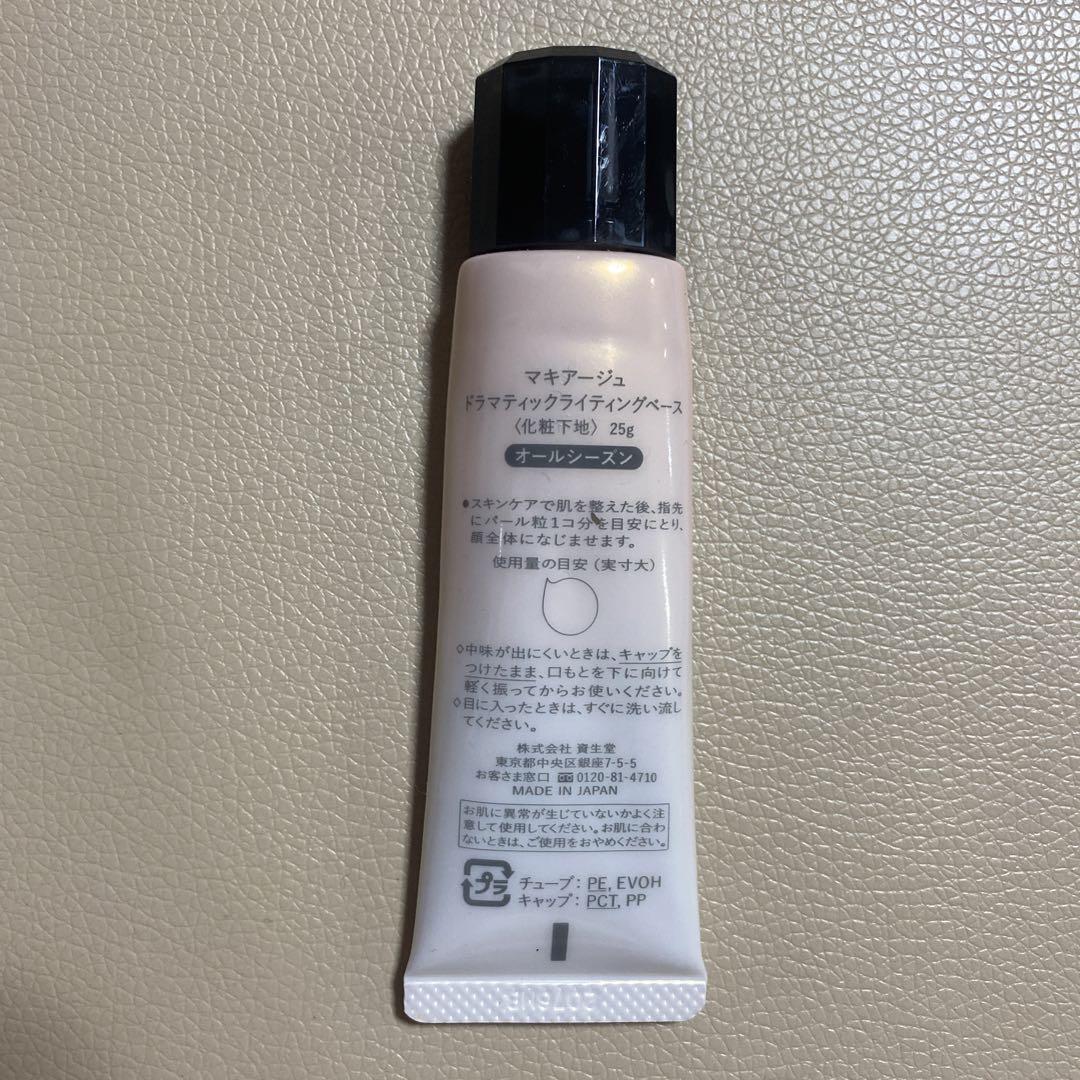 マキアージュ
ドラマティックライティングベース
〈化粧下地〉 25g
オールシーズン
●スキンケアで肌を整えた後、指先
にパール粒1コ分を目安にとり、
顔全体になじませます。
使用量の目安(実寸大)
◇中味が出にくいときは、キャップを
つけたまま、口もとを下に向けて
軽く振ってからお使いください。
◇目に入ったときは、すぐに洗い流し
てください。
株式会社 資生堂
東京都中央区銀座7-5-5
お客さま窓口 0120-81-4710
MADE IN JAPAN
お肌に異常が生じていないかよく注
意して使用してください。お肌に合わ
ないときは、ご使用をおやめください。
プラ
チューブ: PE, EVOH
キャップ: PCT, PP